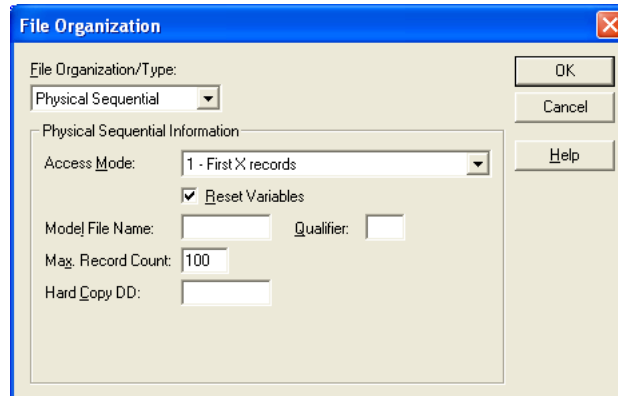 File Organization
File Organization/Type:
Physical Sequential
OK
Cancel
Help
Physical Sequential Information
Access Mode: 1 - First X records
Reset Variables
Model File Name: Qualifier:
Max. Record Count: 100
Hard Copy DD: